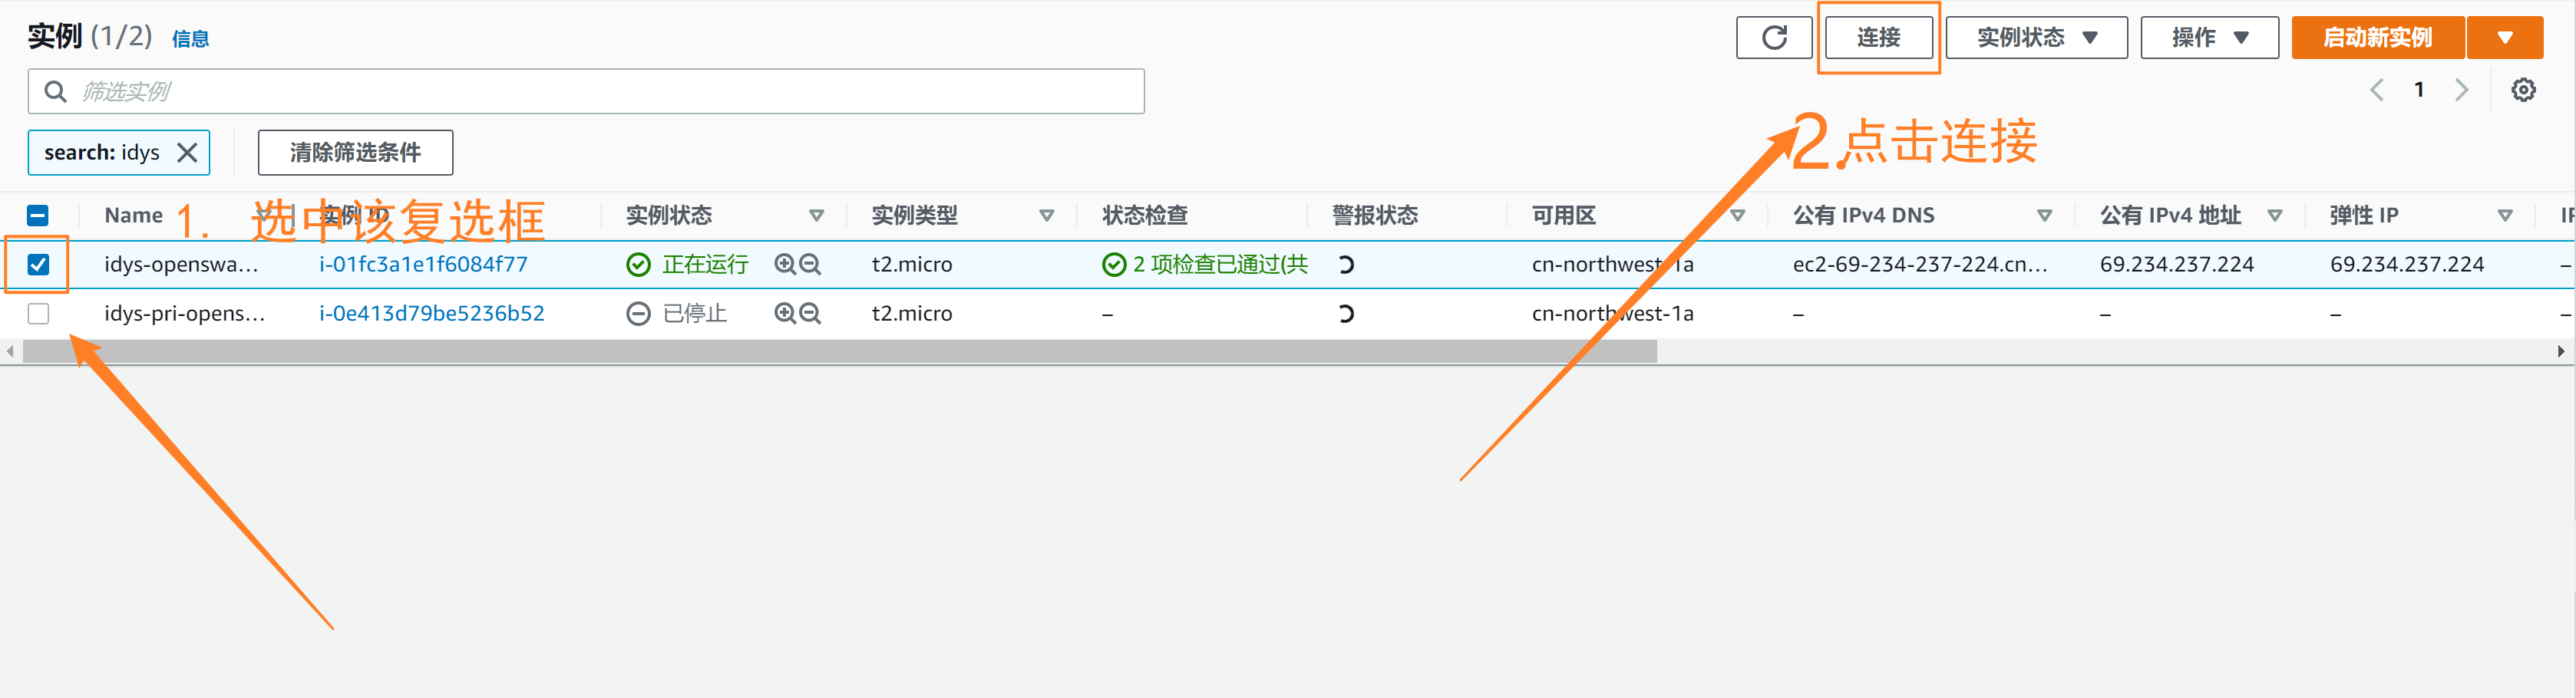 实例 (1/2) 信息
连接 实例状态 操作 启动新实例
筛选实例
1
search: idys 清除筛选条件
2.点击连接
Name 实例 ID 实例状态 实例类型 状态检查 警报状态 可用区 公有 IPv4 DNS 公有 IPv4 地址 弹性 IP
1. 选中该复选框
idys-openswa... i-01fc3a1e1f6084f77 正在运行 t2.micro 2 项检查已通过(共 cn-northwest-1a ec2-69-234-237-224.cn... 69.234.237.224 69.234.237.224 –
idys-pri-opens... i-0e413d79be5236b52 已停止 t2.micro – cn-northwest-1a – – – –